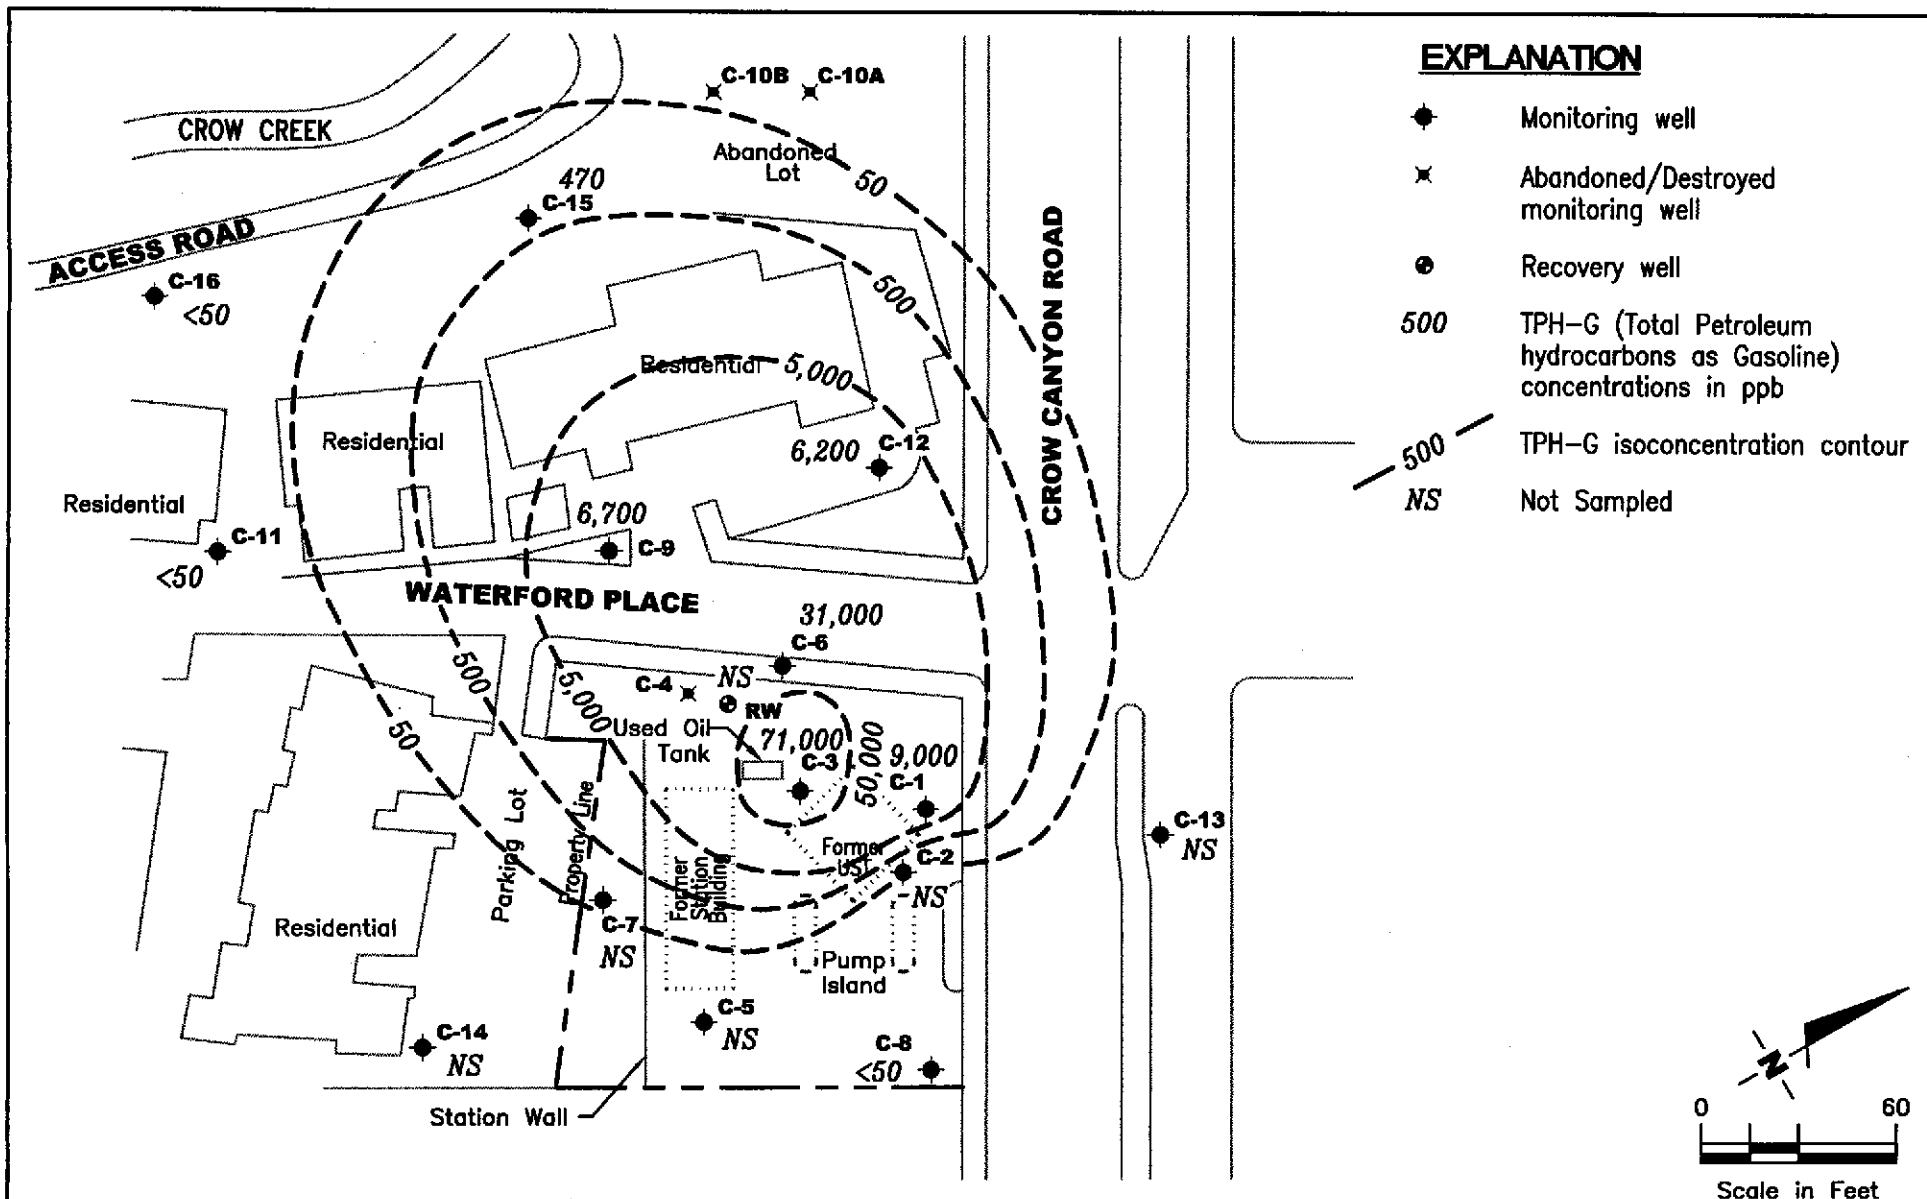 EXPLANATION
Monitoring well
Abandoned/Destroyed
monitoring well
Recovery well
500
TPH-G (Total Petroleum
hydrocarbons as Gasoline)
concentrations in ppb
500
TPH-G isoconcentration contour
NS
Not Sampled
C-10B
C-10A
CROW CREEK
Abandoned
Lot
50
470
C-15
ACCESS ROAD
C-16
<50
CROW CANYON ROAD
500
Residential
5,000
Residential
6,200
C-12
Residential
6,700
C-11
<50
C-9
WATERFORD PLACE
31,000
C-6
500
5,000
50
C-4
NS
RW
Used Oil
Tank
71,000
C-3
50,000
9,000
C-1
C-13
NS
Parking Lot
Property Line
Former
Station
Building
Former
UST
C-2
NS
Residential
C-7
NS
Pump
Island
C-5
NS
C-14
NS
C-8
<50
Station Wall
N
0
60
Scale in Feet